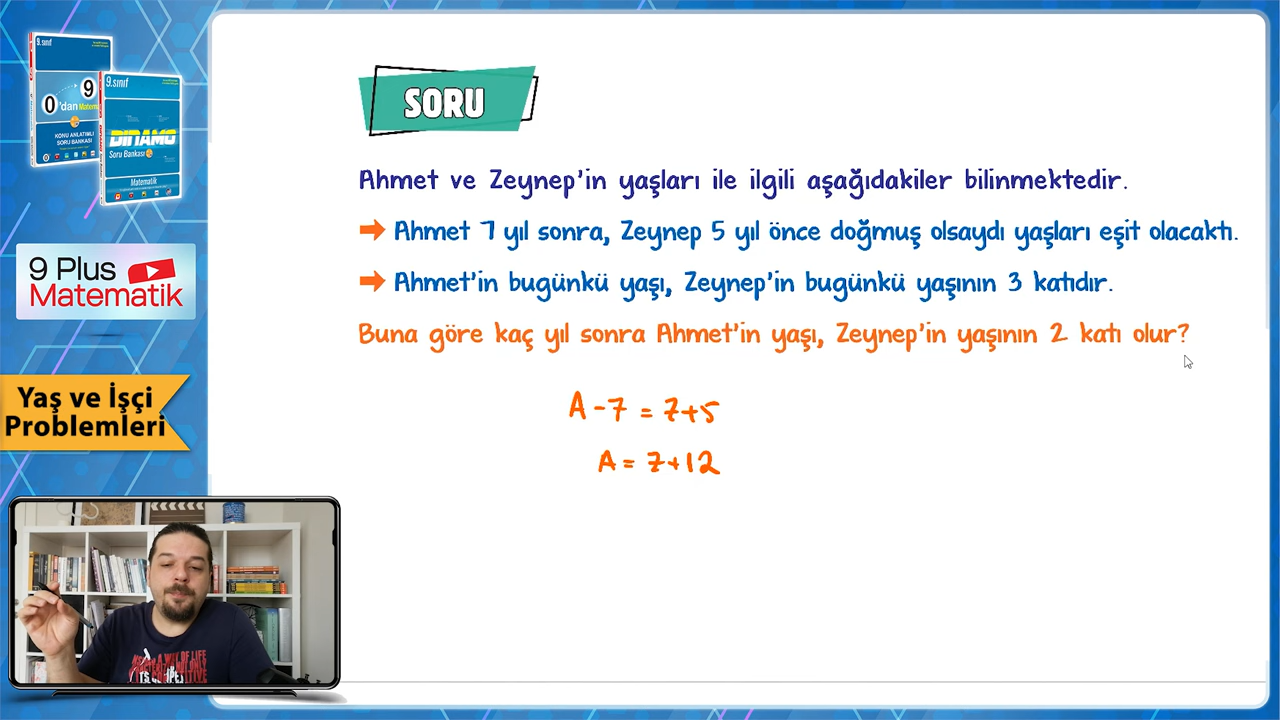 9.sınıf
0'dan 9
Matematik
KONU ANLATIMLI
SORU BANKASI
9.sınıf
DİNAMO
Soru Bankası
Matematik
9 Plus
Matematik
Yaş ve İşçi
Problemleri
SORU
Ahmet ve Zeynep'in yaşları ile ilgili aşağıdakiler bilinmektedir.
➡ Ahmet 7 yıl sonra, Zeynep 5 yıl önce doğmuş olsaydı yaşları eşit olacaktı.
➡ Ahmet'in bugünkü yaşı, Zeynep'in bugünkü yaşının 3 katıdır.
Buna göre kaç yıl sonra Ahmet'in yaşı, Zeynep'in yaşının 2 katı olur?
A - 7 = Z + 5
A = Z + 12